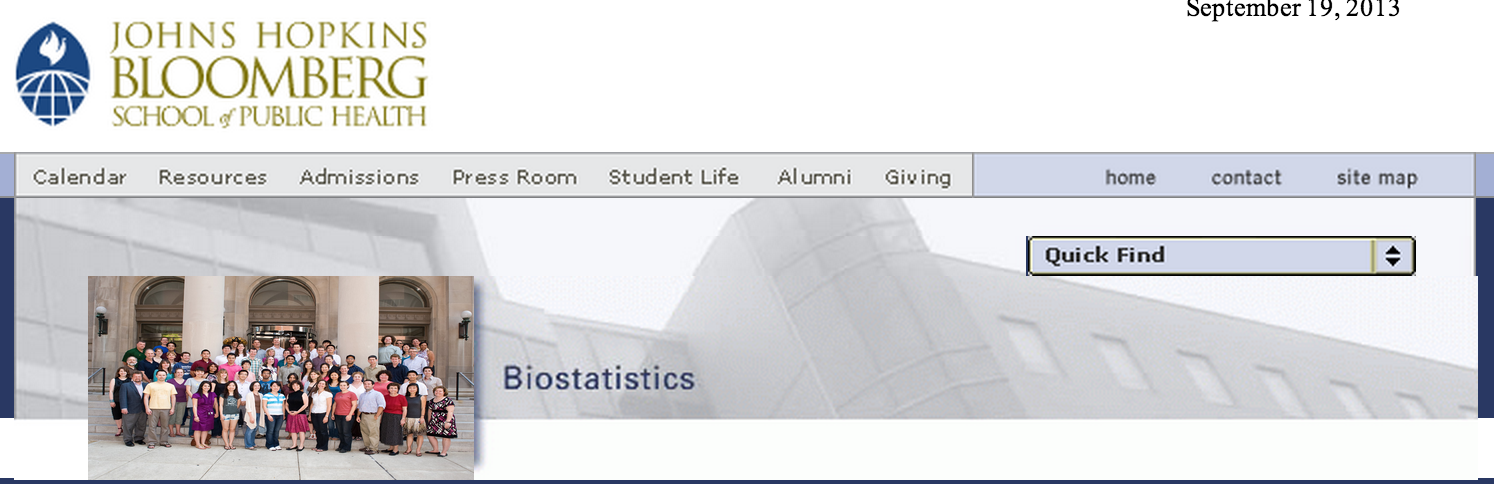 September 19, 2013
JOHNS HOPKINS
BLOOMBERG
SCHOOL of PUBLIC HEALTH
Calendar Resources Admissions Press Room Student Life Alumni Giving home contact site map
Quick Find
Biostatistics